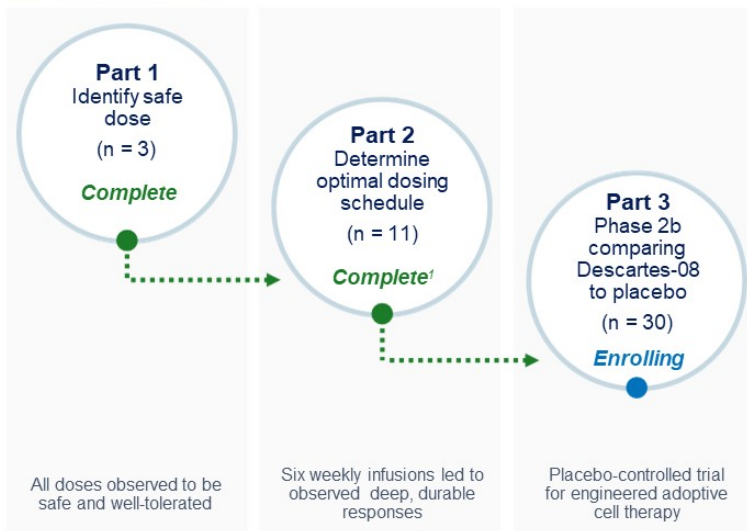 Part 1
Identify safe
dose
(n = 3)
Complete
Part 2
Determine
optimal dosing
schedule
(n = 11)
Complete¹
Part 3
Phase 2b
comparing
Descartes-08
to placebo
(n = 30)
Enrolling
All doses observed to be
safe and well-tolerated
Six weekly infusions led to
observed deep, durable
responses
Placebo-controlled trial
for engineered adoptive
cell therapy